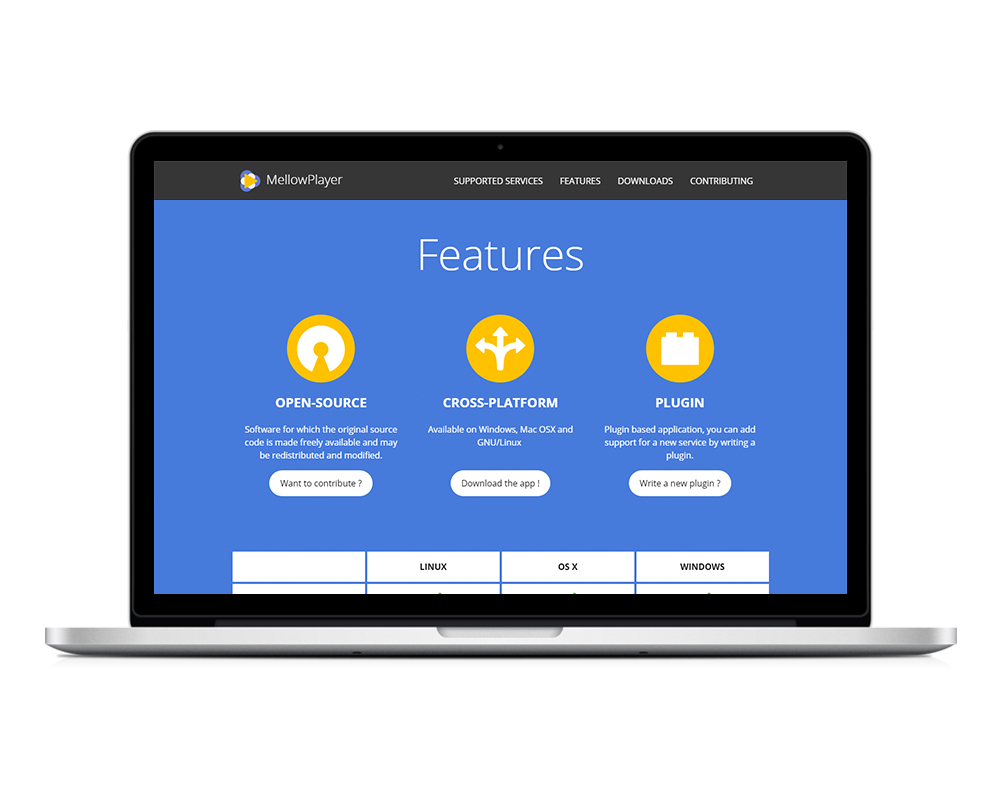 MellowPlayer
SUPPORTED SERVICES FEATURES DOWNLOADS CONTRIBUTING
Features
OPEN-SOURCE
Software for which the original source
code is made freely available and may
be redistributed and modified.
Want to contribute ?
CROSS-PLATFORM
Available on Windows, Mac OSX and
GNU/Linux
Download the app !
PLUGIN
Plugin based application, you can add
support for a new service by writing a
plugin.
Write a new plugin ?
LINUX OS X WINDOWS